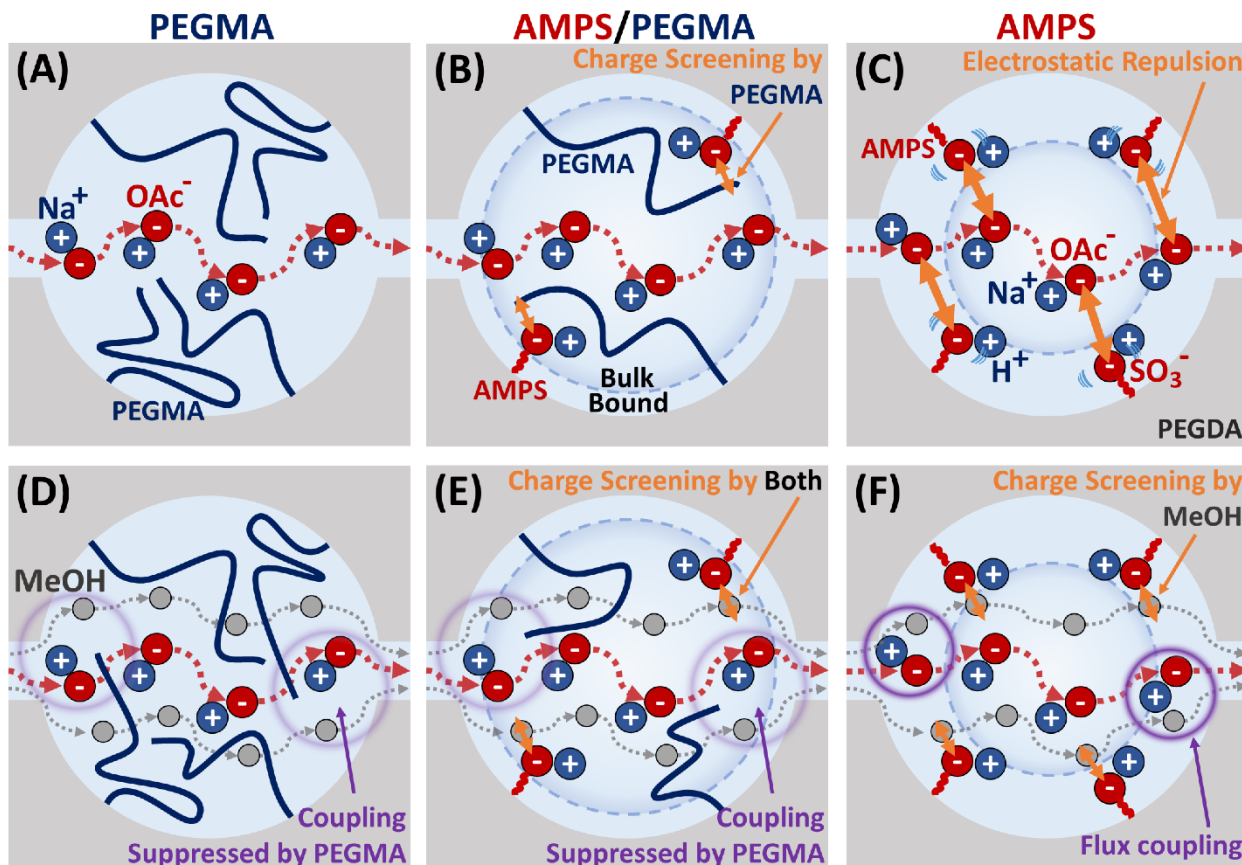 PEGMA
AMPS/PEGMA
AMPS
(A)
Na+
OAc-
+
-
-
+
+
-
+
-
PEGMA
(B)
Charge Screening by
PEGMA
PEGMA
+
-
+
-
-
+
+
-
+
-
-
+
AMPS
Bulk
Bound
(C)
Electrostatic Repulsion
AMPS
-
+
+
-
+
-
-
+
OAc-
-
Na+
+
-
+
-
+
H+
+
-
SO3-
PEGDA
(D)
MeOH
+
-
-
+
+
-
+
-
Coupling
Suppressed by PEGMA
(E)
Charge Screening by Both
+
-
+
-
-
+
+
-
+
-
-
+
Coupling
Suppressed by PEGMA
(F)
Charge Screening by
MeOH
-
+
+
-
+
-
-
+
+
-
-
+
-
+
+
-
Flux coupling